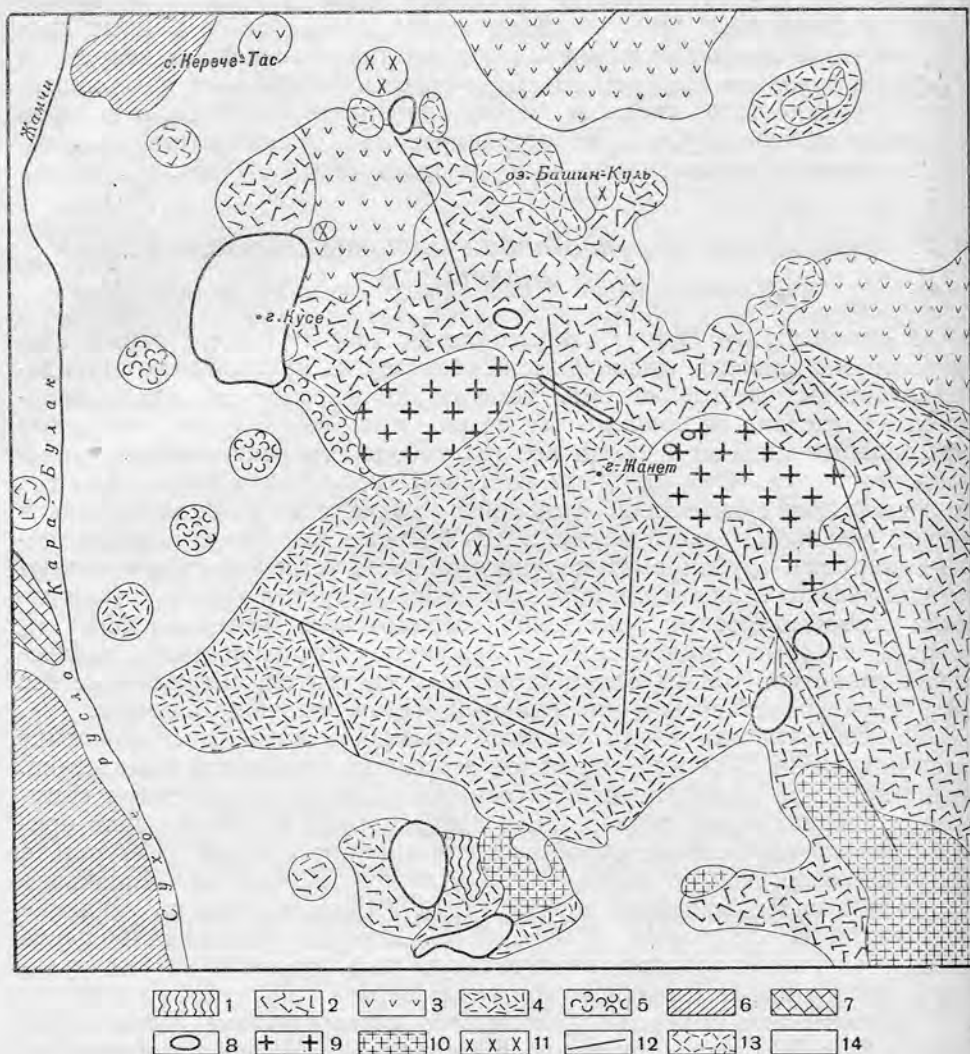 с. Кераче-Тас
Жамчи
оз. Башин-Куль
г. Кусе
г. Жанет
Сухое русло Кара Булак
1 2 3 4 5 6 7
8 9 10 11 12 13 14